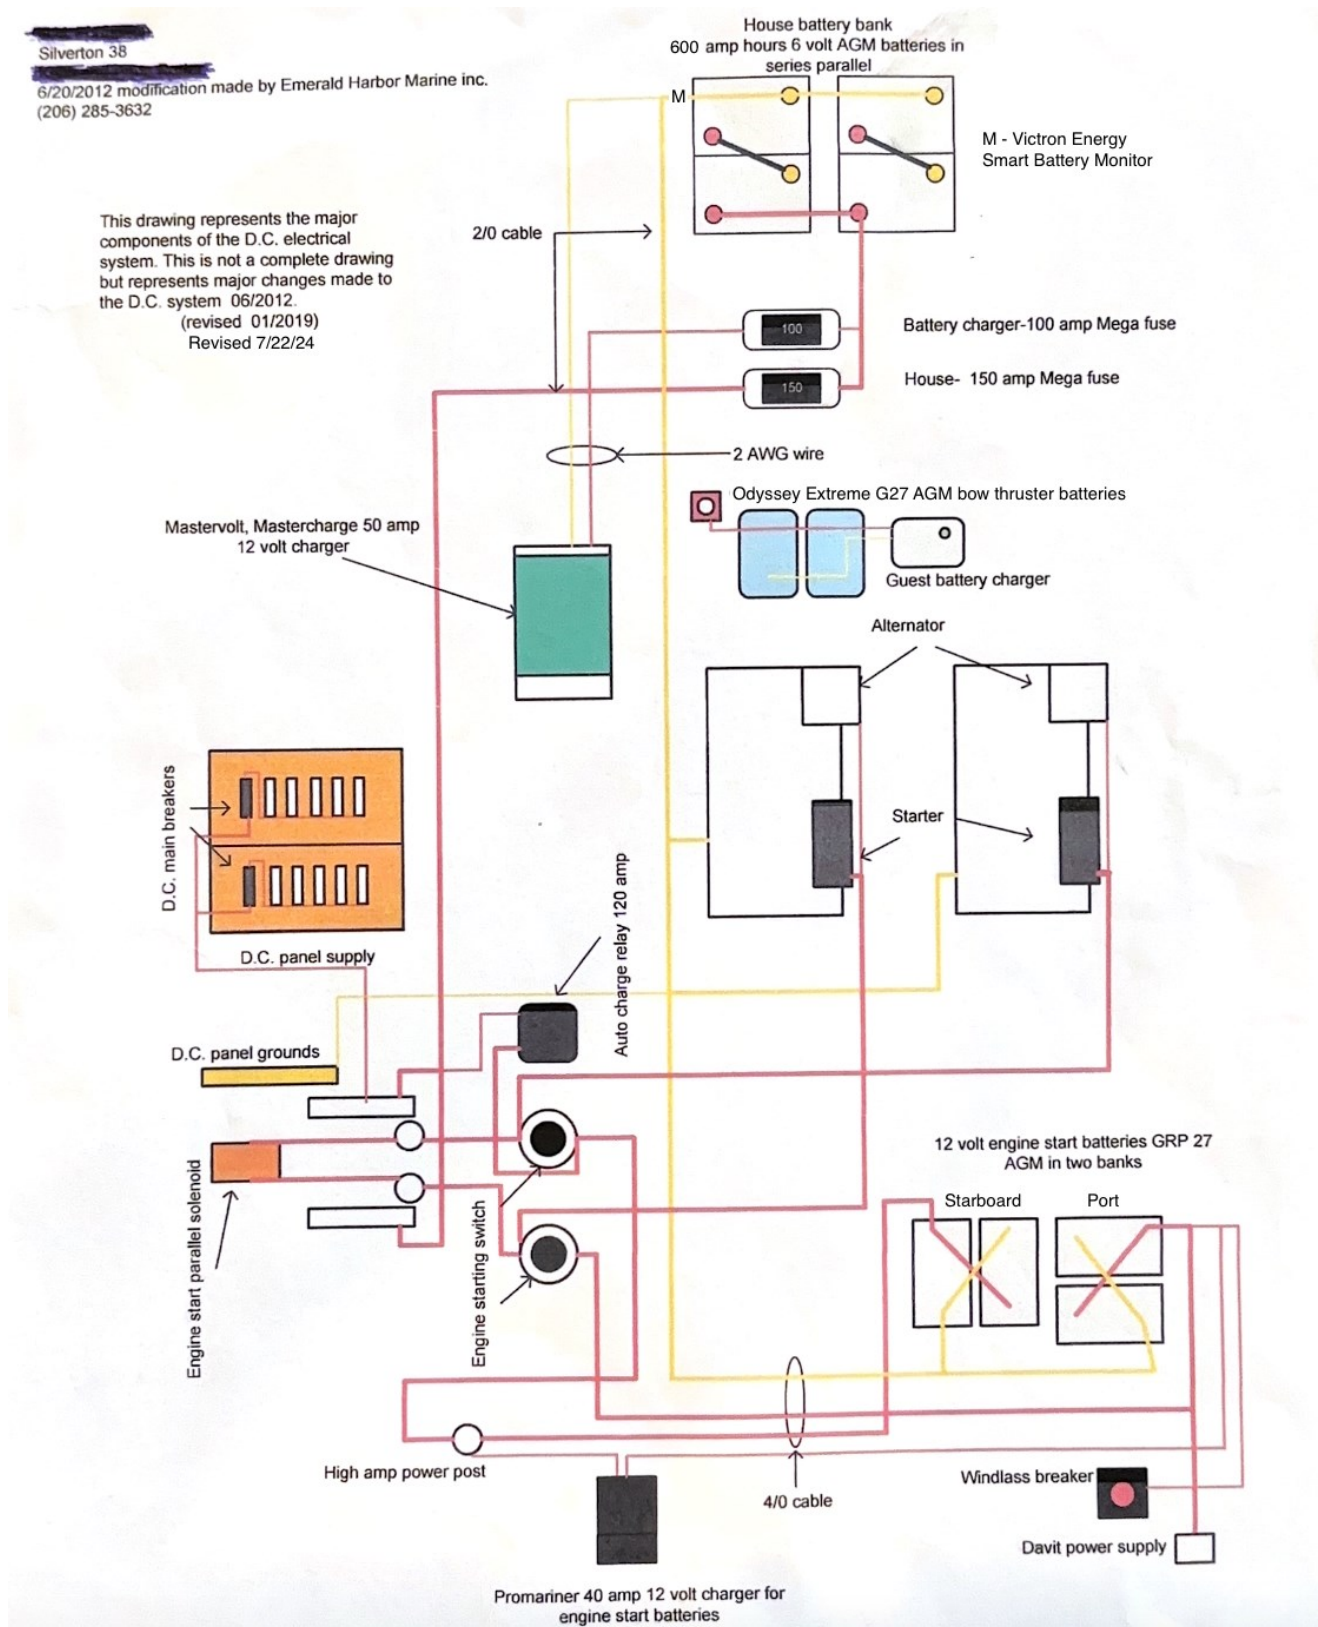 Silverton 38
6/20/2012 modification made by Emerald Harbor Marine inc.
(206) 285-3632
House battery bank
600 amp hours 6 volt AGM batteries in
series parallel
M
M - Victron Energy
Smart Battery Monitor
This drawing represents the major
components of the D.C. electrical
system. This is not a complete drawing
but represents major changes made to
the D.C. system 06/2012.
(revised 01/2019)
Revised 7/22/24
2/0 cable
100
Battery charger-100 amp Mega fuse
150
House- 150 amp Mega fuse
2 AWG wire
Odyssey Extreme G27 AGM bow thruster batteries
Mastervolt, Mastercharge 50 amp
12 volt charger
Guest battery charger
Alternator
D.C. main breakers
Starter
Auto charge relay 120 amp
D.C. panel supply
D.C. panel grounds
12 volt engine start batteries GRP 27
AGM in two banks
Engine start parallel solenoid
Engine starting switch
Starboard
Port
High amp power post
4/0 cable
Windlass breaker
Davit power supply
Promariner 40 amp 12 volt charger for
engine start batteries